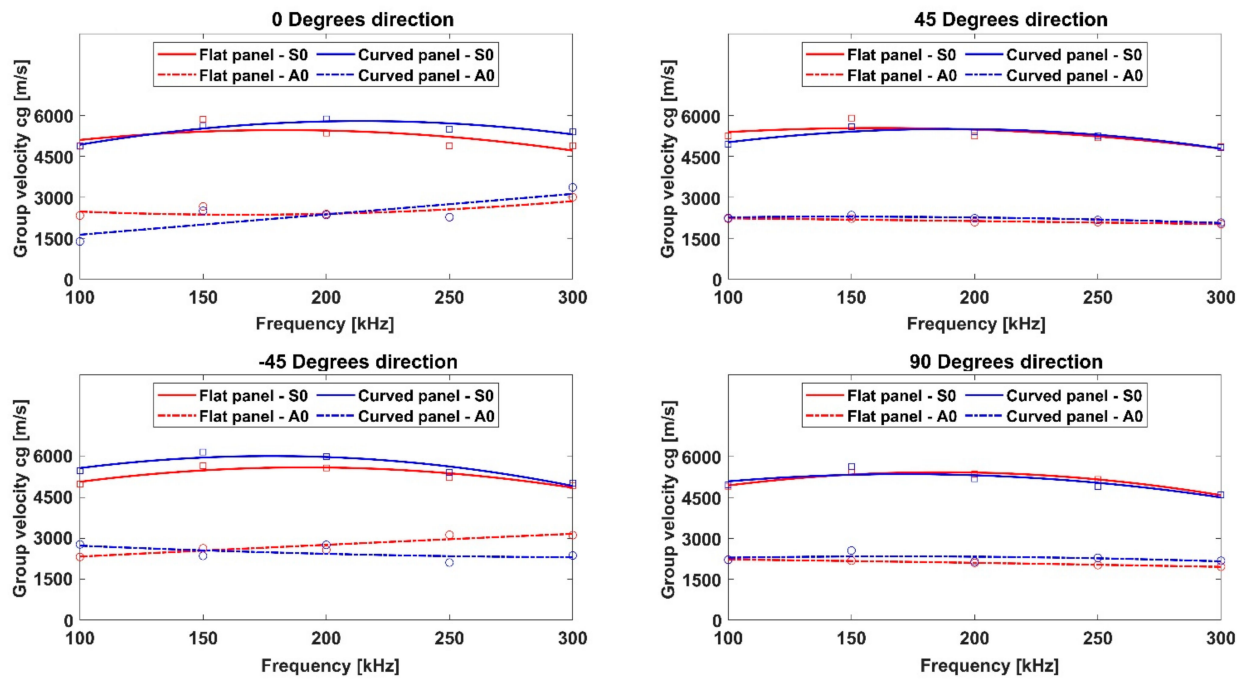 0 Degrees direction
Flat panel - S0 Curved panel - S0
Flat panel - A0 Curved panel - A0
Group velocity cg [m/s]
6000
4500
3000
1500
0
100 150 200 250 300
Frequency [kHz]
45 Degrees direction
Flat panel - S0 Curved panel - S0
Flat panel - A0 Curved panel - A0
Group velocity cg [m/s]
6000
4500
3000
1500
0
100 150 200 250 300
Frequency [kHz]
-45 Degrees direction
Flat panel - S0 Curved panel - S0
Flat panel - A0 Curved panel - A0
Group velocity cg [m/s]
6000
4500
3000
1500
0
100 150 200 250 300
Frequency [kHz]
90 Degrees direction
Flat panel - S0 Curved panel - S0
Flat panel - A0 Curved panel - A0
Group velocity cg [m/s]
6000
4500
3000
1500
0
100 150 200 250 300
Frequency [kHz]